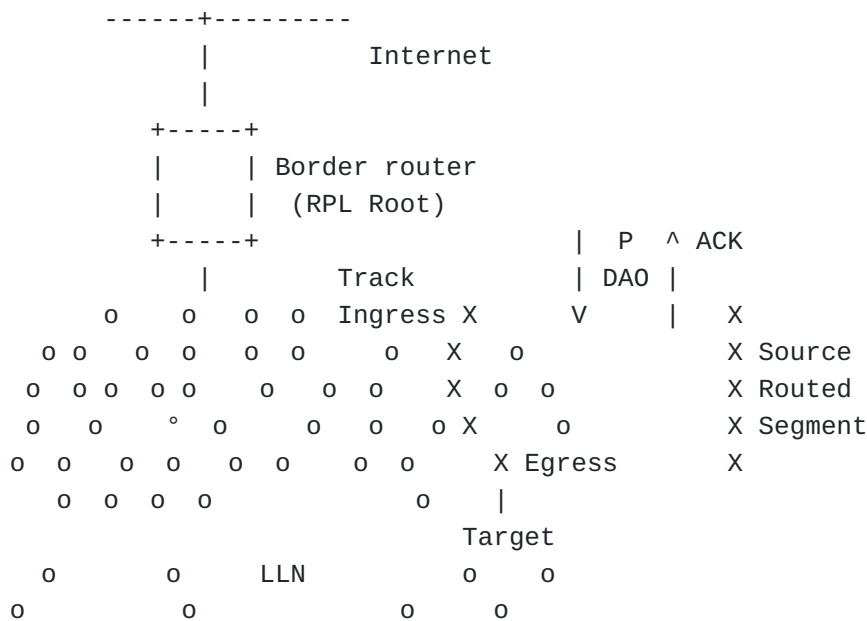 ------+---------
|          Internet
|
+-----+
|     | Border router
|     |  (RPL Root)
+-----+                    |  P  ^ ACK
|        Track          | DAO |
o    o   o  o  Ingress X      V     |   X
o o   o  o   o  o     o   X   o             X Source
o  o o  o o    o   o  o    X  o  o           X Routed
o   o    °  o     o   o   o X     o          X Segment
o  o   o  o   o  o    o  o     X Egress       X
o  o  o  o             o    |
Target
o       o     LLN          o    o
o          o             o     o